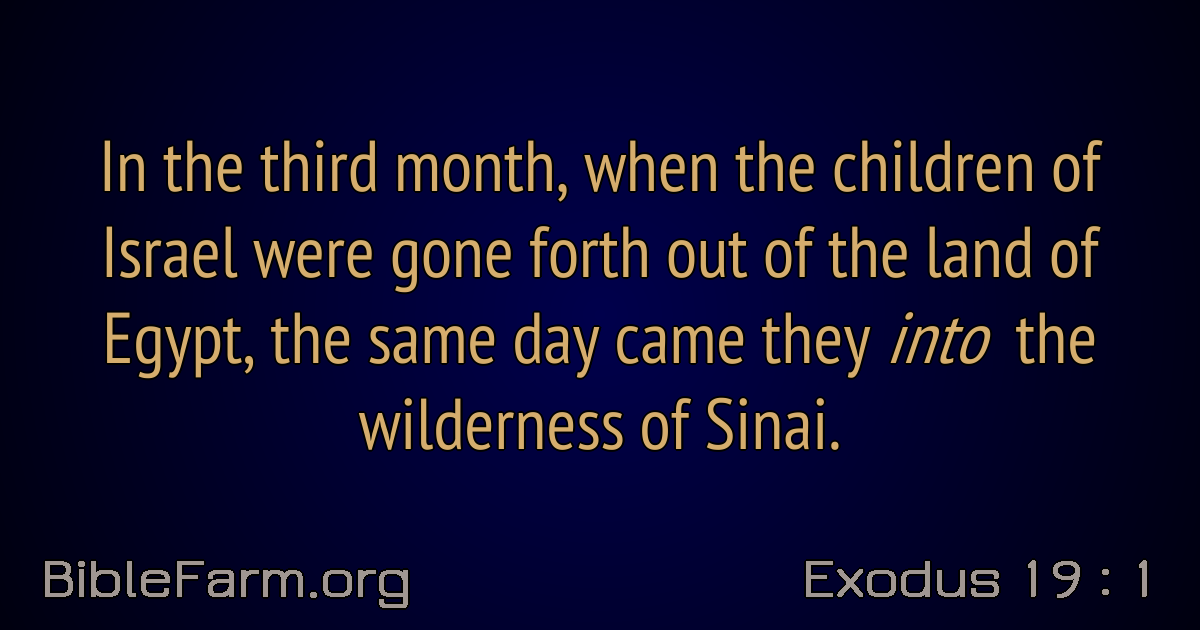 In the third month, when the children of
Israel were gone forth out of the land of
Egypt, the same day came they into the
wilderness of Sinai.
BibleFarm.org
Exodus 19 : 1